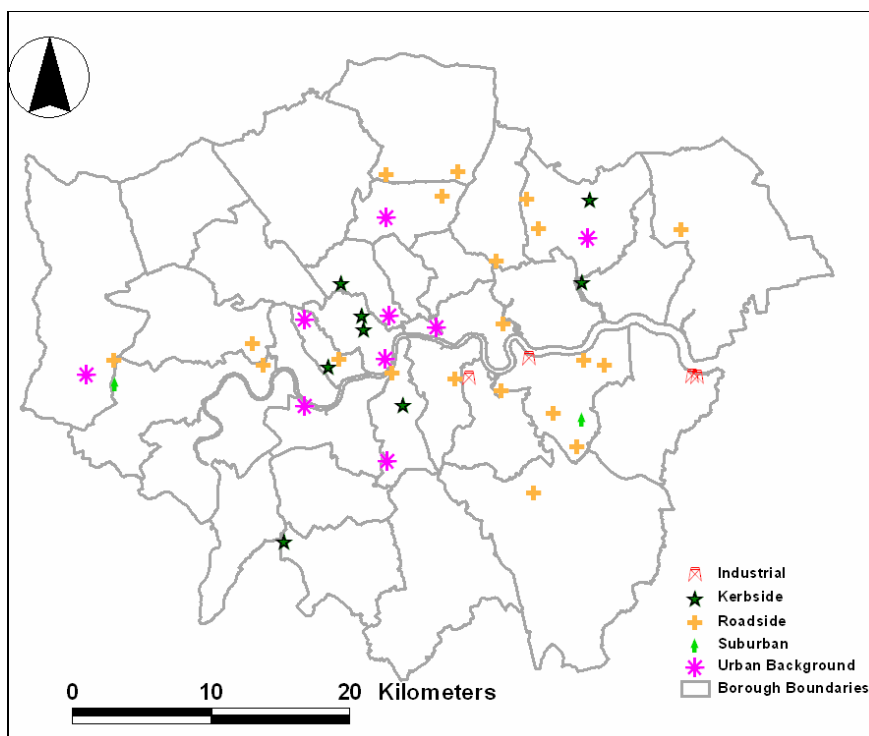 Industrial
Kerbside
Roadside
Suburban
Urban Background
Borough Boundaries
0 10 20 Kilometers